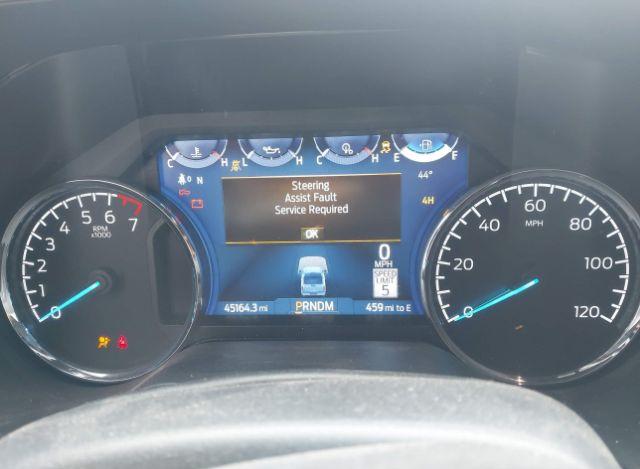 C H L H C H E E
N
44°
4H
Steering
Assist Fault
Service Required
OK
0
MPH
SPEED
LIMIT
5
45164.3 mi PRNDM 459 mi to E
0 1 2 3 4 5 6 7
RPM
x1000
0 20 40 60 80 100 120
MPH